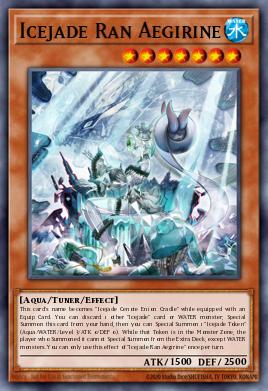 Icejade Ran Aegirine
WATER
水
[Aqua/Tuner/Effect]
This card's name becomes "Icejade Cenote Enion Cradle" while equipped with an
Equip Card. You can discard 1 other "Icejade" card or WATER monster; Special
Summon this card from your hand, then you can Special Summon 1 "Icejade Token"
(Aqua/WATER/Level 3/ATK 0/DEF 0). While that Token is in the Monster Zone, the
player who Summoned it cannot Special Summon from the Extra Deck, except WATER
monsters. You can only use this effect of "Icejade Ran Aegirine" once per turn.
ATK/1500 DEF/2500
©2020 Studio Dice/SHUEISHA, TV TOKYO, KONAMI